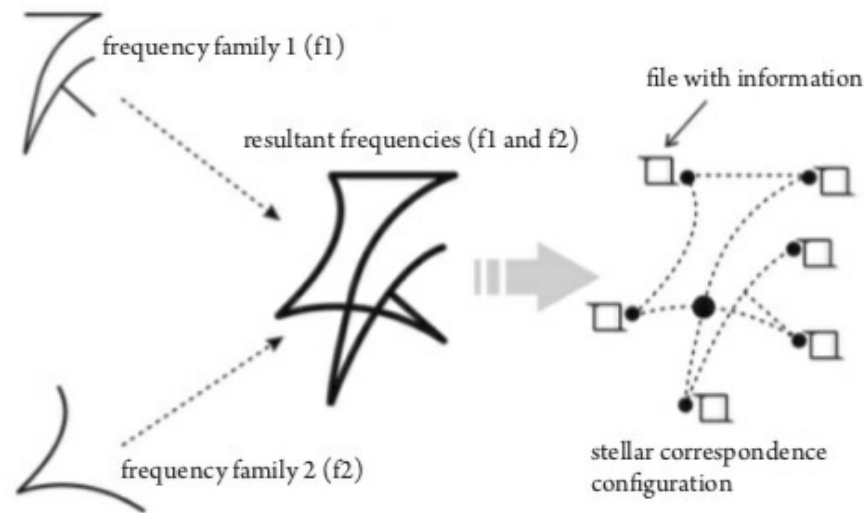 frequency family 1 (f1)
file with information
resultant frequencies (f1 and f2)
frequency family 2 (f2)
stellar correspondence
configuration